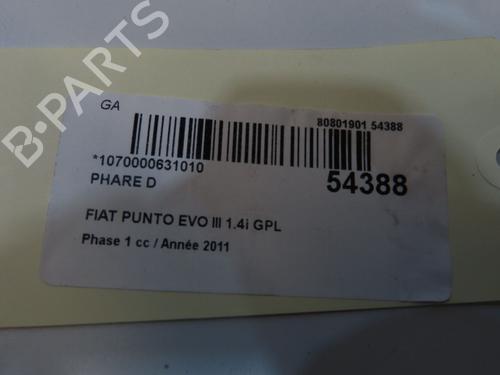 B-PARTS
GA
80801901 54388
*1070000631010
54388
PHARE D
FIAT PUNTO EVO III 1.4i GPL
Phase 1 cc / Année 2011